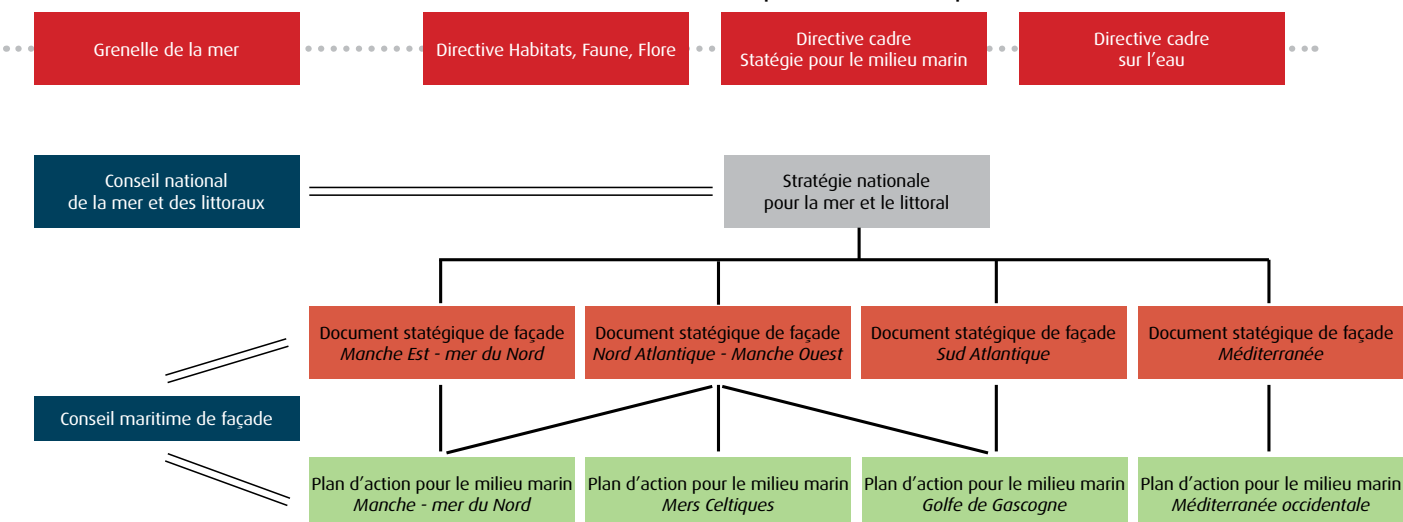 Grenelle de la mer
Directive Habitats, Faune, Flore
Directive cadre
Statégie pour le milieu marin
Directive cadre
sur l'eau
Conseil national
de la mer et des littoraux
Stratégie nationale
pour la mer et le littoral
Document statégique de façade
Manche Est - mer du Nord
Document statégique de façade
Nord Atlantique - Manche Ouest
Document statégique de façade
Sud Atlantique
Document statégique de façade
Méditerranée
Conseil maritime de façade
Plan d'action pour le milieu marin
Manche - mer du Nord
Plan d'action pour le milieu marin
Mers Celtiques
Plan d'action pour le milieu marin
Golfe de Gascogne
Plan d'action pour le milieu marin
Méditerranée occidentale